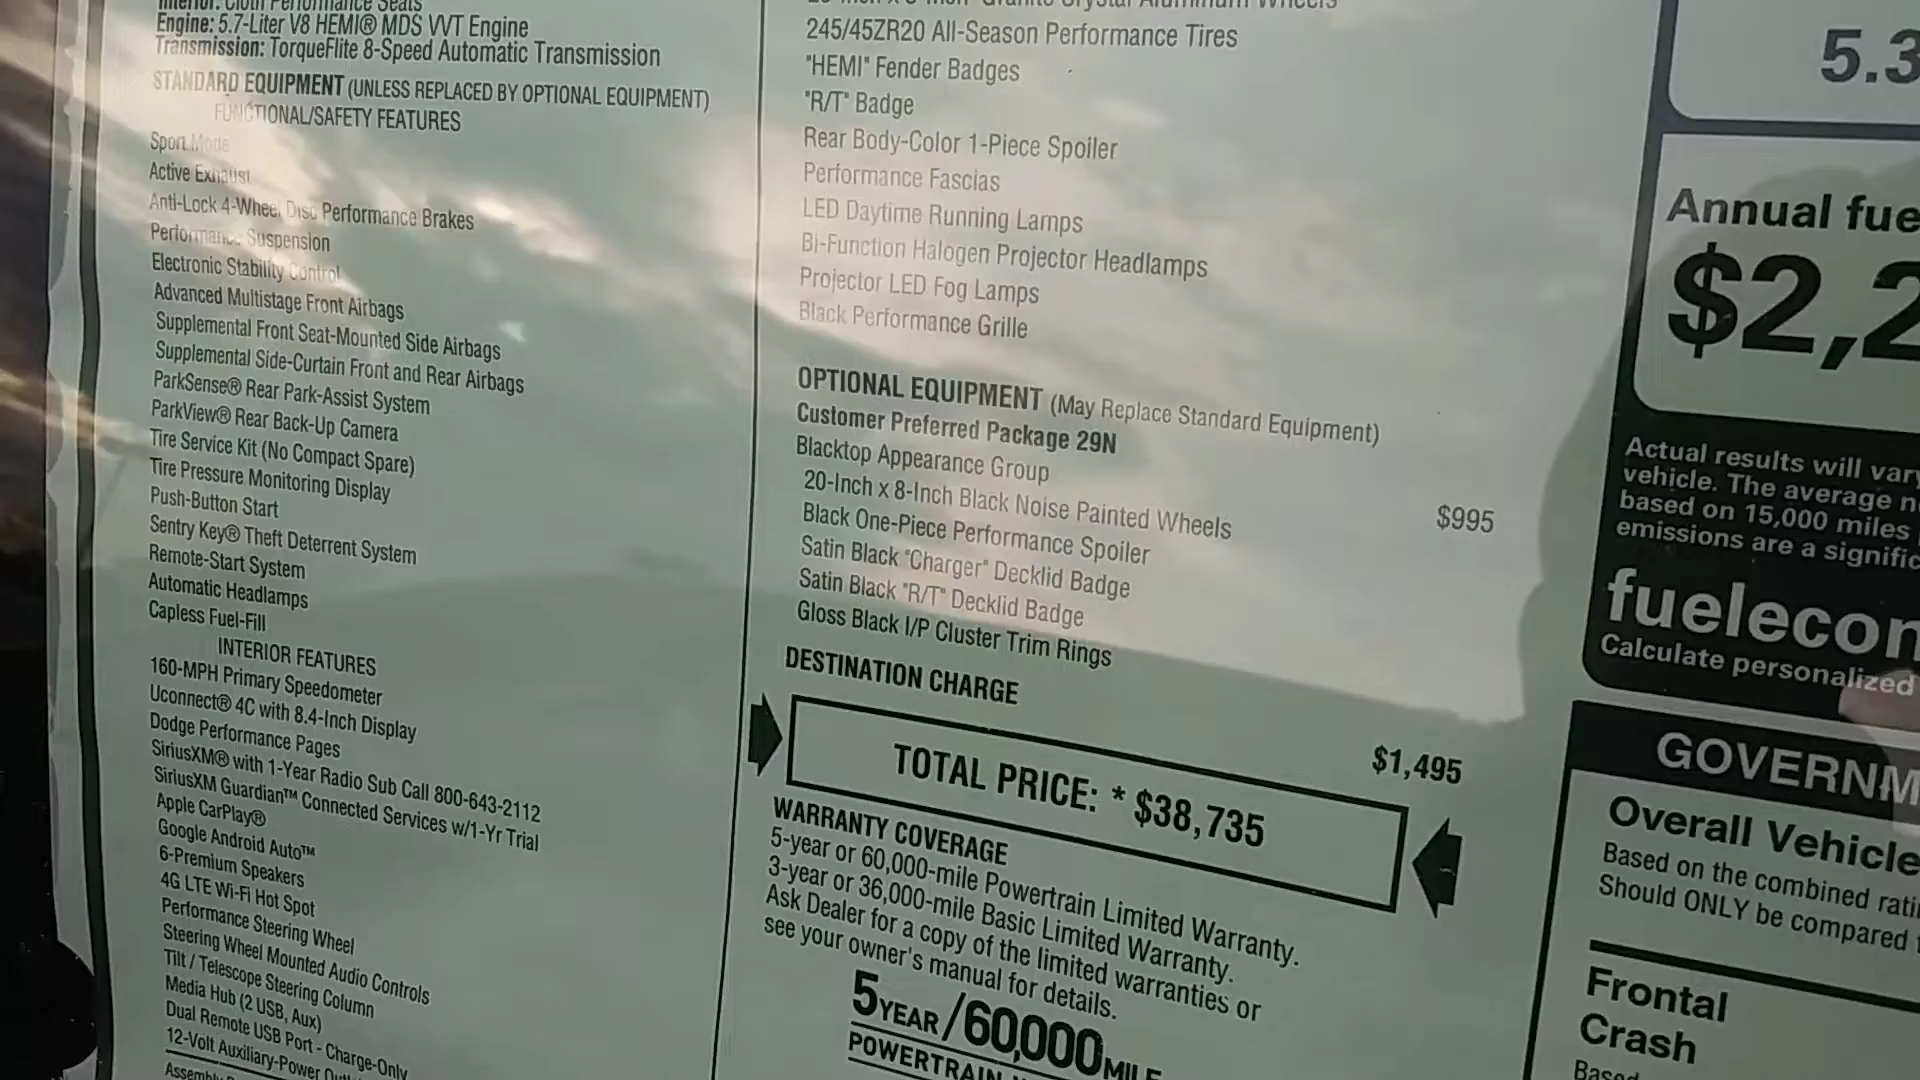 Interior: Cloth Performance Seats
Engine: 5.7-Liter V8 HEMI® MDS VVT Engine
Transmission: TorqueFlite 8-Speed Automatic Transmission
STANDARD EQUIPMENT (UNLESS REPLACED BY OPTIONAL EQUIPMENT)
FUNCTIONAL/SAFETY FEATURES
Sport Mode
Active Exhaust
Anti-Lock 4-Wheel Disc Performance Brakes
Performance Suspension
Electronic Stability Control
Advanced Multistage Front Airbags
Supplemental Front Seat-Mounted Side Airbags
Supplemental Side-Curtain Front and Rear Airbags
ParkSense® Rear Park-Assist System
ParkView® Rear Back-Up Camera
Tire Service Kit (No Compact Spare)
Tire Pressure Monitoring Display
Push-Button Start
Sentry Key® Theft Deterrent System
Remote-Start System
Automatic Headlamps
Capless Fuel-Fill
INTERIOR FEATURES
160-MPH Primary Speedometer
Uconnect® 4C with 8.4-Inch Display
Dodge Performance Pages
SiriusXM® with 1-Year Radio Sub Call 800-643-2112
SiriusXM Guardian™ Connected Services w/1-Yr Trial
Apple CarPlay®
Google Android Auto™
6-Premium Speakers
4G LTE Wi-Fi Hot Spot
Performance Steering Wheel
Steering Wheel Mounted Audio Controls
Tilt / Telescope Steering Column
Media Hub (2 USB, Aux)
Dual Remote USB Port - Charge-Only
12-Volt Auxiliary-Power
Assembly
Aluminum Wheels
245/45ZR20 All-Season Performance Tires
"HEMI" Fender Badges
"R/T" Badge
Rear Body-Color 1-Piece Spoiler
Performance Fascias
LED Daytime Running Lamps
Bi-Function Halogen Projector Headlamps
Projector LED Fog Lamps
Black Performance Grille
OPTIONAL EQUIPMENT (May Replace Standard Equipment)
Customer Preferred Package 29N
Blacktop Appearance Group $995
20-Inch x 8-Inch Black Noise Painted Wheels
Black One-Piece Performance Spoiler
Satin Black "Charger" Decklid Badge
Satin Black "R/T" Decklid Badge
Gloss Black I/P Cluster Trim Rings
DESTINATION CHARGE $1,495
TOTAL PRICE: * $38,735
WARRANTY COVERAGE
5-year or 60,000-mile Powertrain Limited Warranty.
3-year or 36,000-mile Basic Limited Warranty.
Ask Dealer for a copy of the limited warranties or
see your owner's manual for details.
5YEAR/60,000MILE
POWERTRAIN
5.3
Annual fue
$2,2
Actual results will vary
vehicle. The average n
based on 15,000 miles
emissions are a signific
fuelecon
Calculate personalized
GOVERNM
Overall Vehicle
Based on the combined rati
Should ONLY be compared
Frontal
Crash
Based